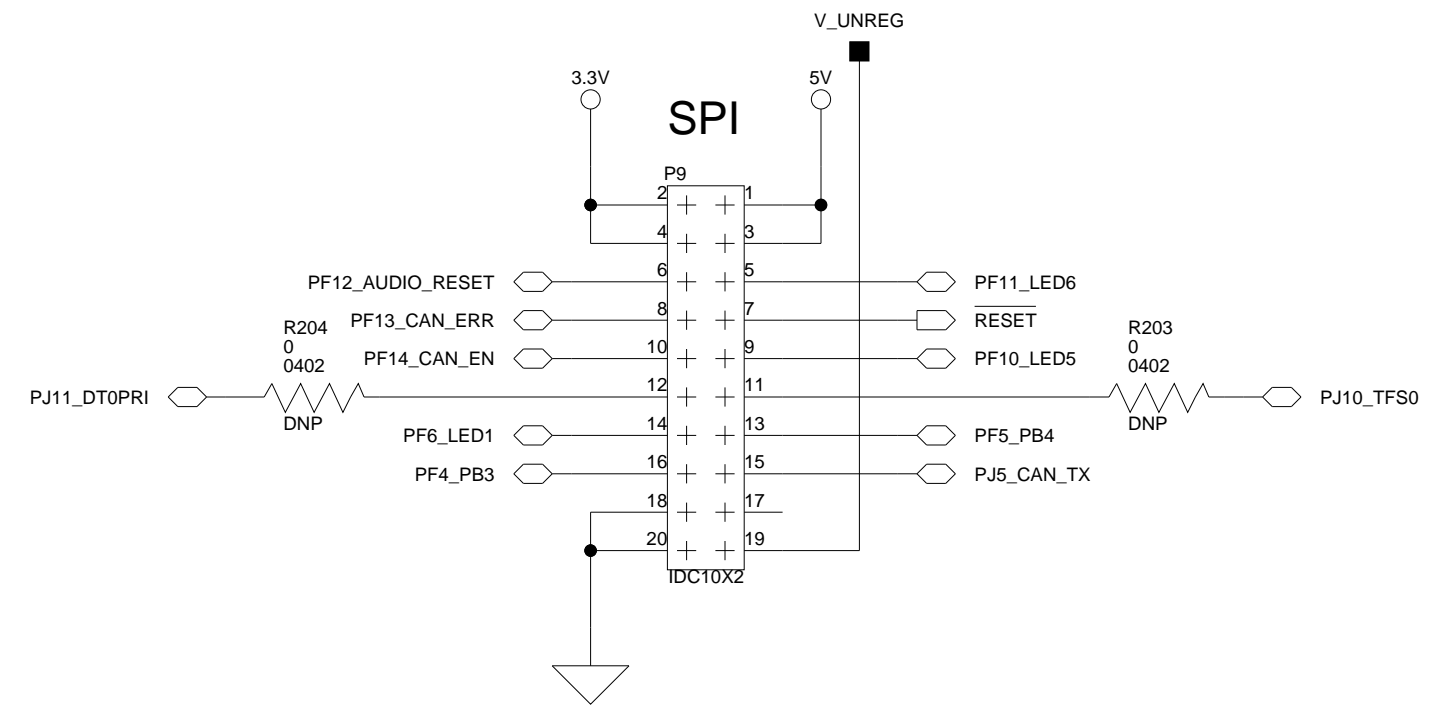 V_UNREG
3.3V
5V
SPI
P9
2 1
4 3
PF12_AUDIO_RESET 6 5 PF11_LED6
R204
0
0402
DNP
PF13_CAN_ERR 8 7 RESET
R203
0
0402
DNP
PF14_CAN_EN 10 9 PF10_LED5
PJ11_DT0PRI 12 11 PJ10_TFS0
PF6_LED1 14 13 PF5_PB4
PF4_PB3 16 15 PJ5_CAN_TX
18 17
20 19
IDC10X2